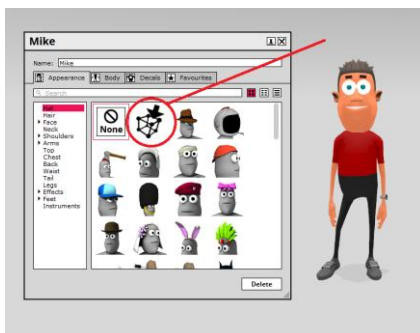 Mike
Name: Mike
Appearance Body Decals Favourites
Search
Hat
Hair
Face
Neck
Shoulders
Arms
Top
Chest
Back
Waist
Tail
Legs
Effects
Feet
Instruments
None
Delete